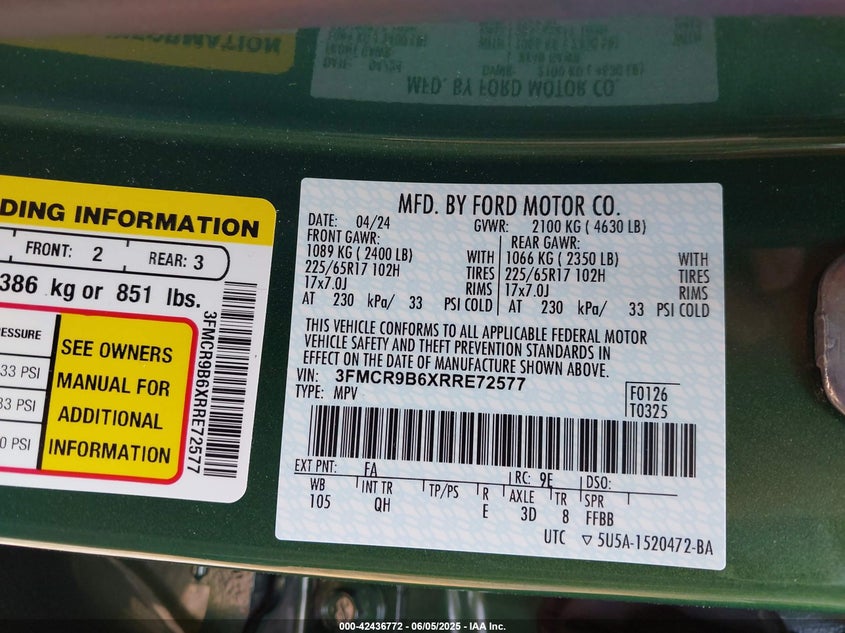 DING INFORMATION
FRONT: 2 REAR: 3
386 kg or 851 lbs.
RESSURE
33 PSI
33 PSI
0 PSI
SEE OWNERS
MANUAL FOR
ADDITIONAL
INFORMATION
3FMCR9B6XRRE72577
MFD. BY FORD MOTOR CO.
DATE: 04/24 GVWR: 2100 KG ( 4630 LB)
FRONT GAWR: REAR GAWR:
1089 KG ( 2400 LB) WITH 1066 KG ( 2350 LB) WITH
225/65R17 102H TIRES 225/65R17 102H TIRES
17x7.0J RIMS 17x7.0J RIMS
AT 230 kPa/ 33 PSI COLD AT 230 kPa/ 33 PSI COLD
THIS VEHICLE CONFORMS TO ALL APPLICABLE FEDERAL MOTOR
VEHICLE SAFETY AND THEFT PREVENTION STANDARDS IN
EFFECT ON THE DATE OF MANUFACTURE SHOWN ABOVE.
VIN: 3FMCR9B6XRRE72577
TYPE: MPV
F0126
T0325
EXT PNT: FA RC: 9E DSO:
WB INT TR TP/PS R AXLE TR SPR
105 QH E 3D 8 FFBB
UTC ▽ 5U5A-1520472-BA
000-42436772 - 06/05/2025 - IAA Inc.